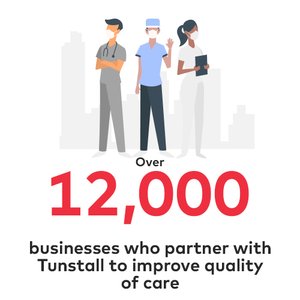 Over
12,000
businesses who partner with
Tunstall to improve quality
of care